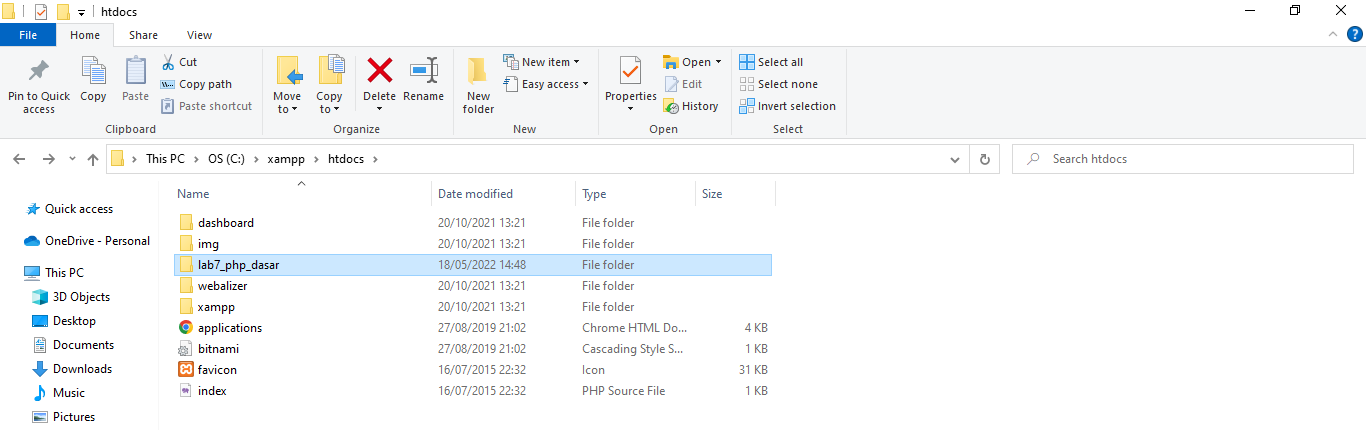 htdocs
File Home Share View
Pin to Quick access
Copy
Paste
Cut
Copy path
Paste shortcut
Clipboard
Move to
Copy to
Delete
Rename
Organize
New folder
New item
Easy access
New
Properties
Open
Edit
History
Open
Select all
Select none
Invert selection
Select
This PC > OS (C:) > xampp > htdocs >
Search htdocs
Quick access
OneDrive - Personal
This PC
3D Objects
Desktop
Documents
Downloads
Music
Pictures
Name Date modified Type Size
dashboard 20/10/2021 13:21 File folder
img 20/10/2021 13:21 File folder
lab7_php_dasar 18/05/2022 14:48 File folder
webalizer 20/10/2021 13:21 File folder
xampp 20/10/2021 13:21 File folder
applications 27/08/2019 21:02 Chrome HTML Do... 4 KB
bitnami 27/08/2019 21:02 Cascading Style S... 1 KB
favicon 16/07/2015 22:32 Icon 31 KB
index 16/07/2015 22:32 PHP Source File 1 KB